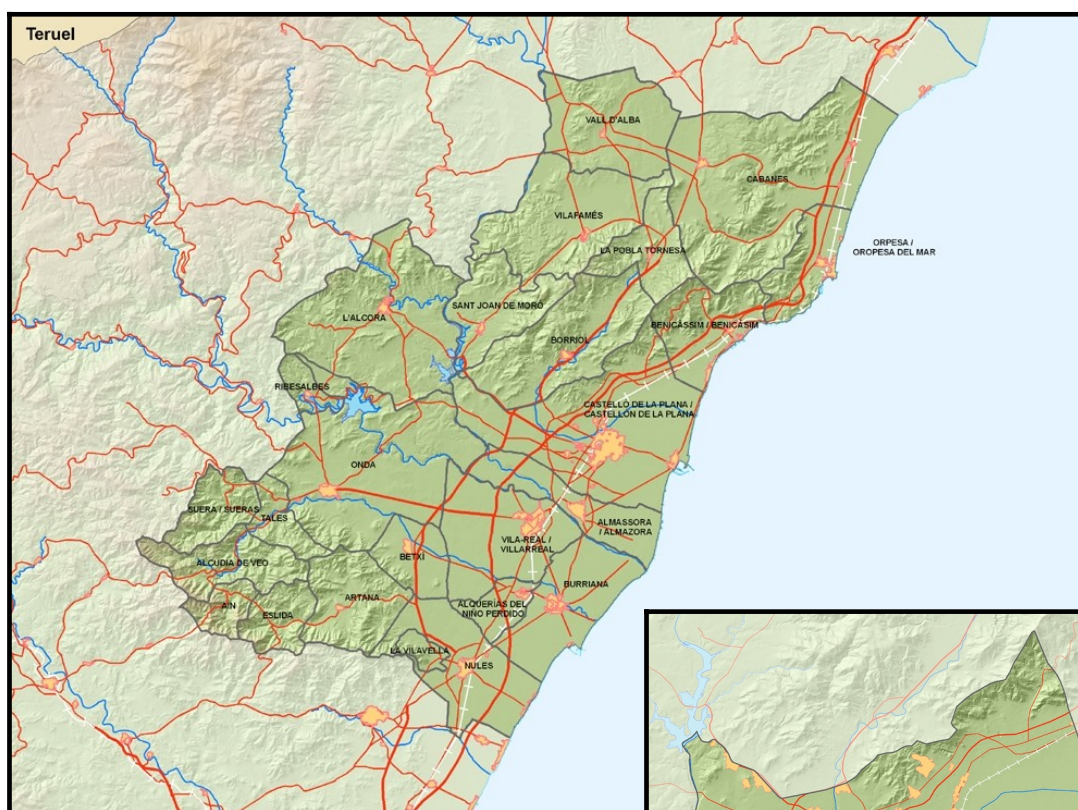 Teruel
VALL D'ALBA
CABANES
VILAFAMÉS
LA POBLA TORNESA
ORPESA /
OROPESA DEL MAR
SANT JOAN DE MORÓ
L'ALCORA
BENICÀSSIM / BENICASIM
BORRIOL
RIBESALBES
CASTELLÓ DE LA PLANA /
CASTELLÓN DE LA PLANA
ONDA
SUERA / SUERAS
TALES
ALMASSORA
/ ALMAZORA
VILA-REAL /
VILLARREAL
BETXÍ
ALCUDIA DE VEO
BURRIANA
ARTANA
AÍN
ESLIDA
ALQUERÍAS DEL
NIÑO PERDIDO
LA VILAVELLA
NULES